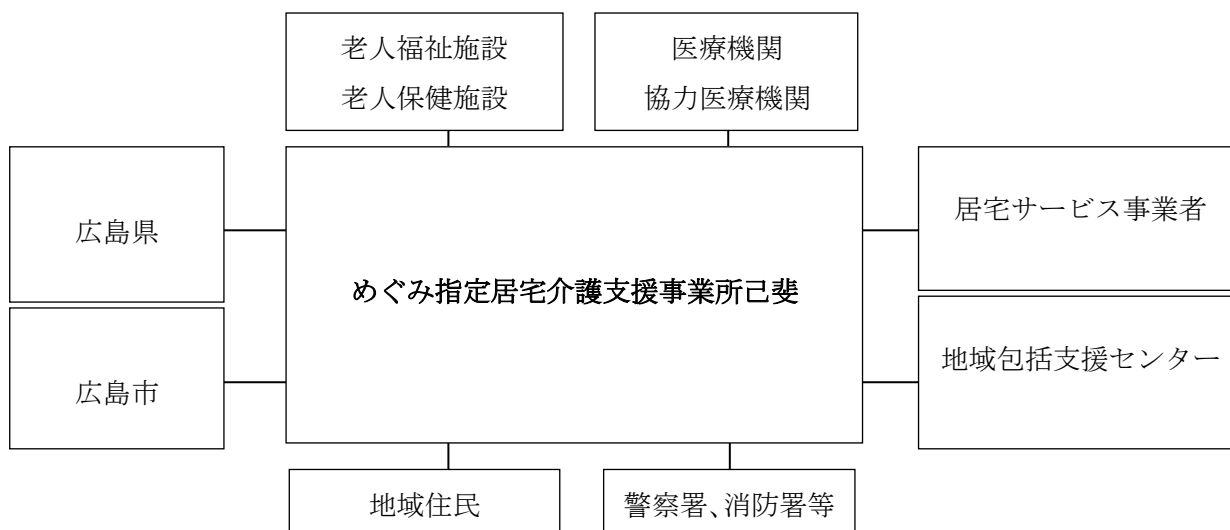 老人福祉施設
老人保健施設
医療機関
協力医療機関
広島県
居宅サービス事業者
めぐみ指定居宅介護支援事業所己斐
地域包括支援センター
広島市
地域住民
警察署、消防署等